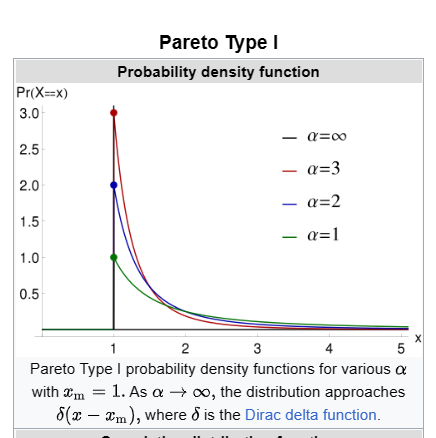 Pareto Type I
Probability density function
Pr(X=x)
3.0
2.5
2.0
1.5
1.0
0.5
α=∞
α=3
α=2
α=1
1 2 3 4 5 x
Pareto Type I probability density functions for various α
with xₘ = 1. As α → ∞, the distribution approaches
δ(x − xₘ), where δ is the Dirac delta function.